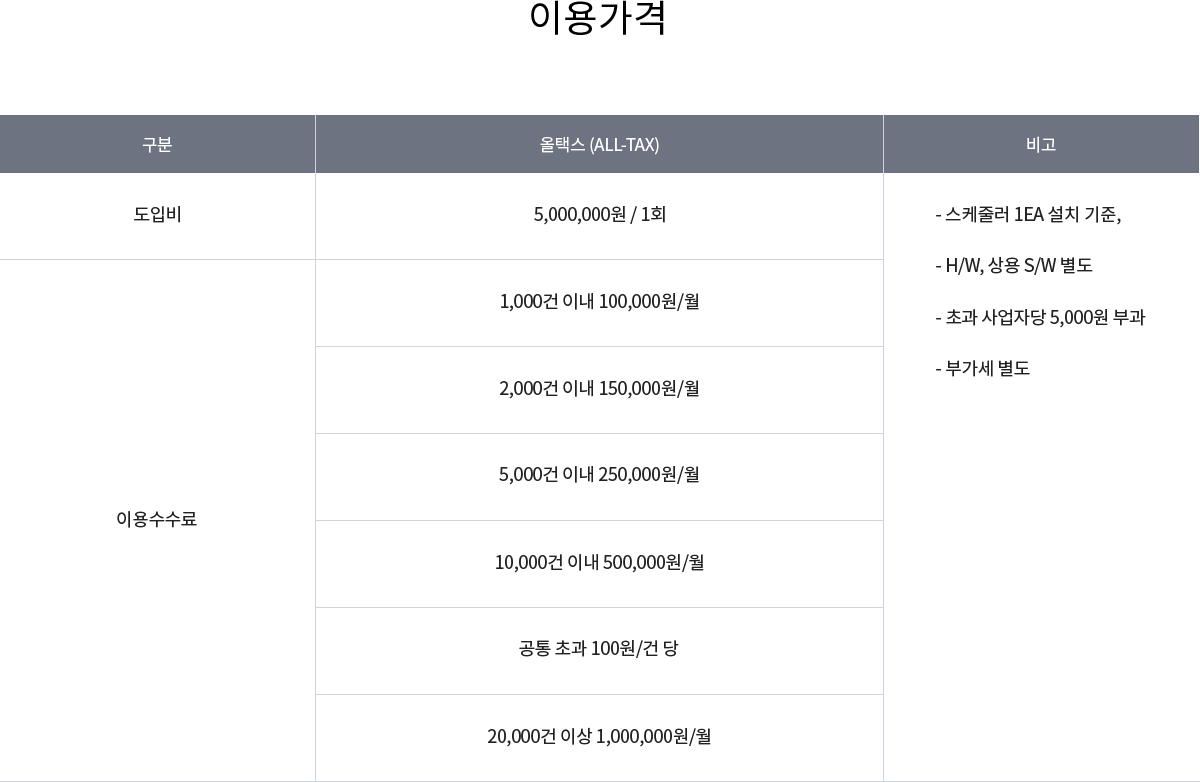 이용가격
구분
올택스 (ALL-TAX)
비고
도입비
5,000,000원 / 1회
- 스케줄러 1EA 설치 기준,
- H/W, 상용 S/W 별도
- 초과 사업자당 5,000원 부과
- 부가세 별도
이용수수료
1,000건 이내 100,000원/월
2,000건 이내 150,000원/월
5,000건 이내 250,000원/월
10,000건 이내 500,000원/월
공통 초과 100원/건 당
20,000건 이상 1,000,000원/월